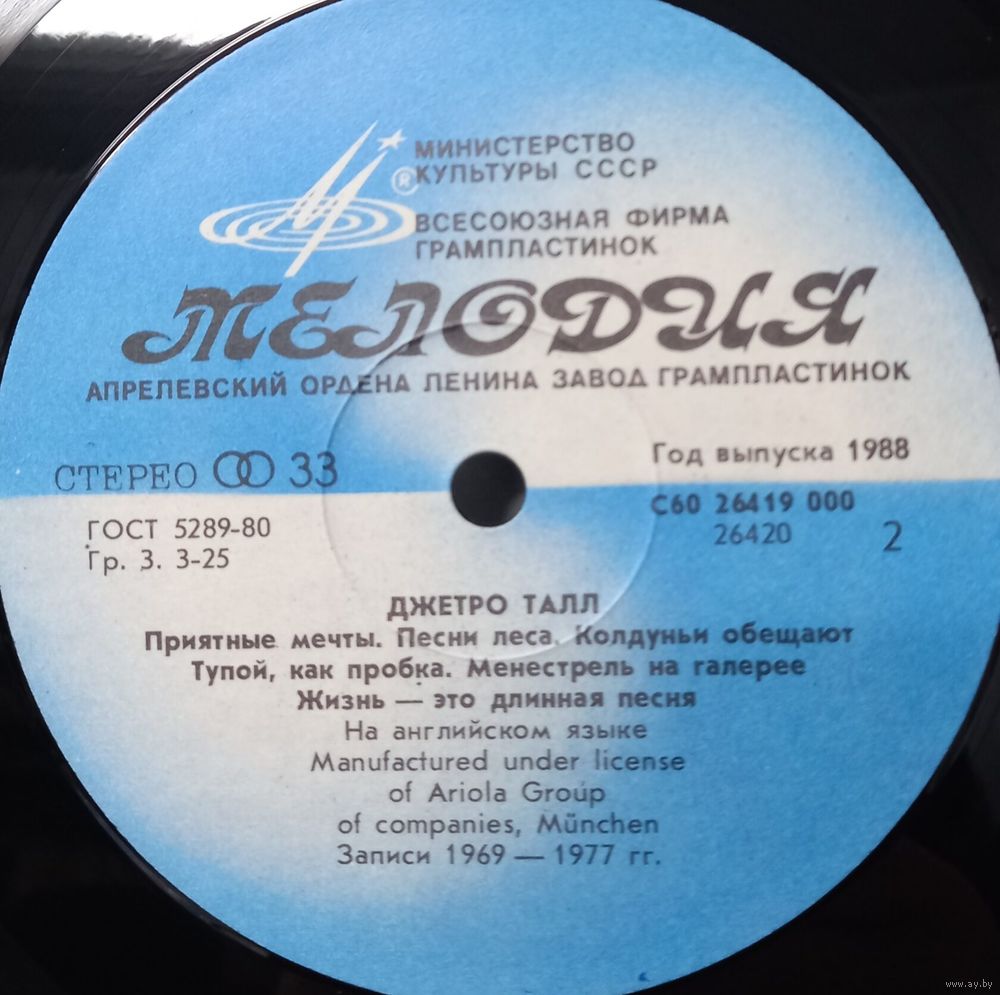 МИНИСТЕРСТВО
КУЛЬТУРЫ СССР
®
ВСЕСОЮЗНАЯ ФИРМА
ГРАМПЛАСТИНОК
МЕЛОДИЯ
АПРЕЛЕВСКИЙ ОРДЕНА ЛЕНИНА ЗАВОД ГРАМПЛАСТИНОК
СТЕРЕО 33
Год выпуска 1988
ГОСТ 5289-80
Гр. 3. 3-25
С60 26419 000
26420
2
ДЖЕТРО ТАЛЛ
Приятные мечты. Песни леса. Колдуньи обещают
Тупой, как пробка. Менестрель на галерее
Жизнь — это длинная песня
На английском языке
Manufactured under license
of Ariola Group
of companies, München
Записи 1969 — 1977 гг.
www.ay.by